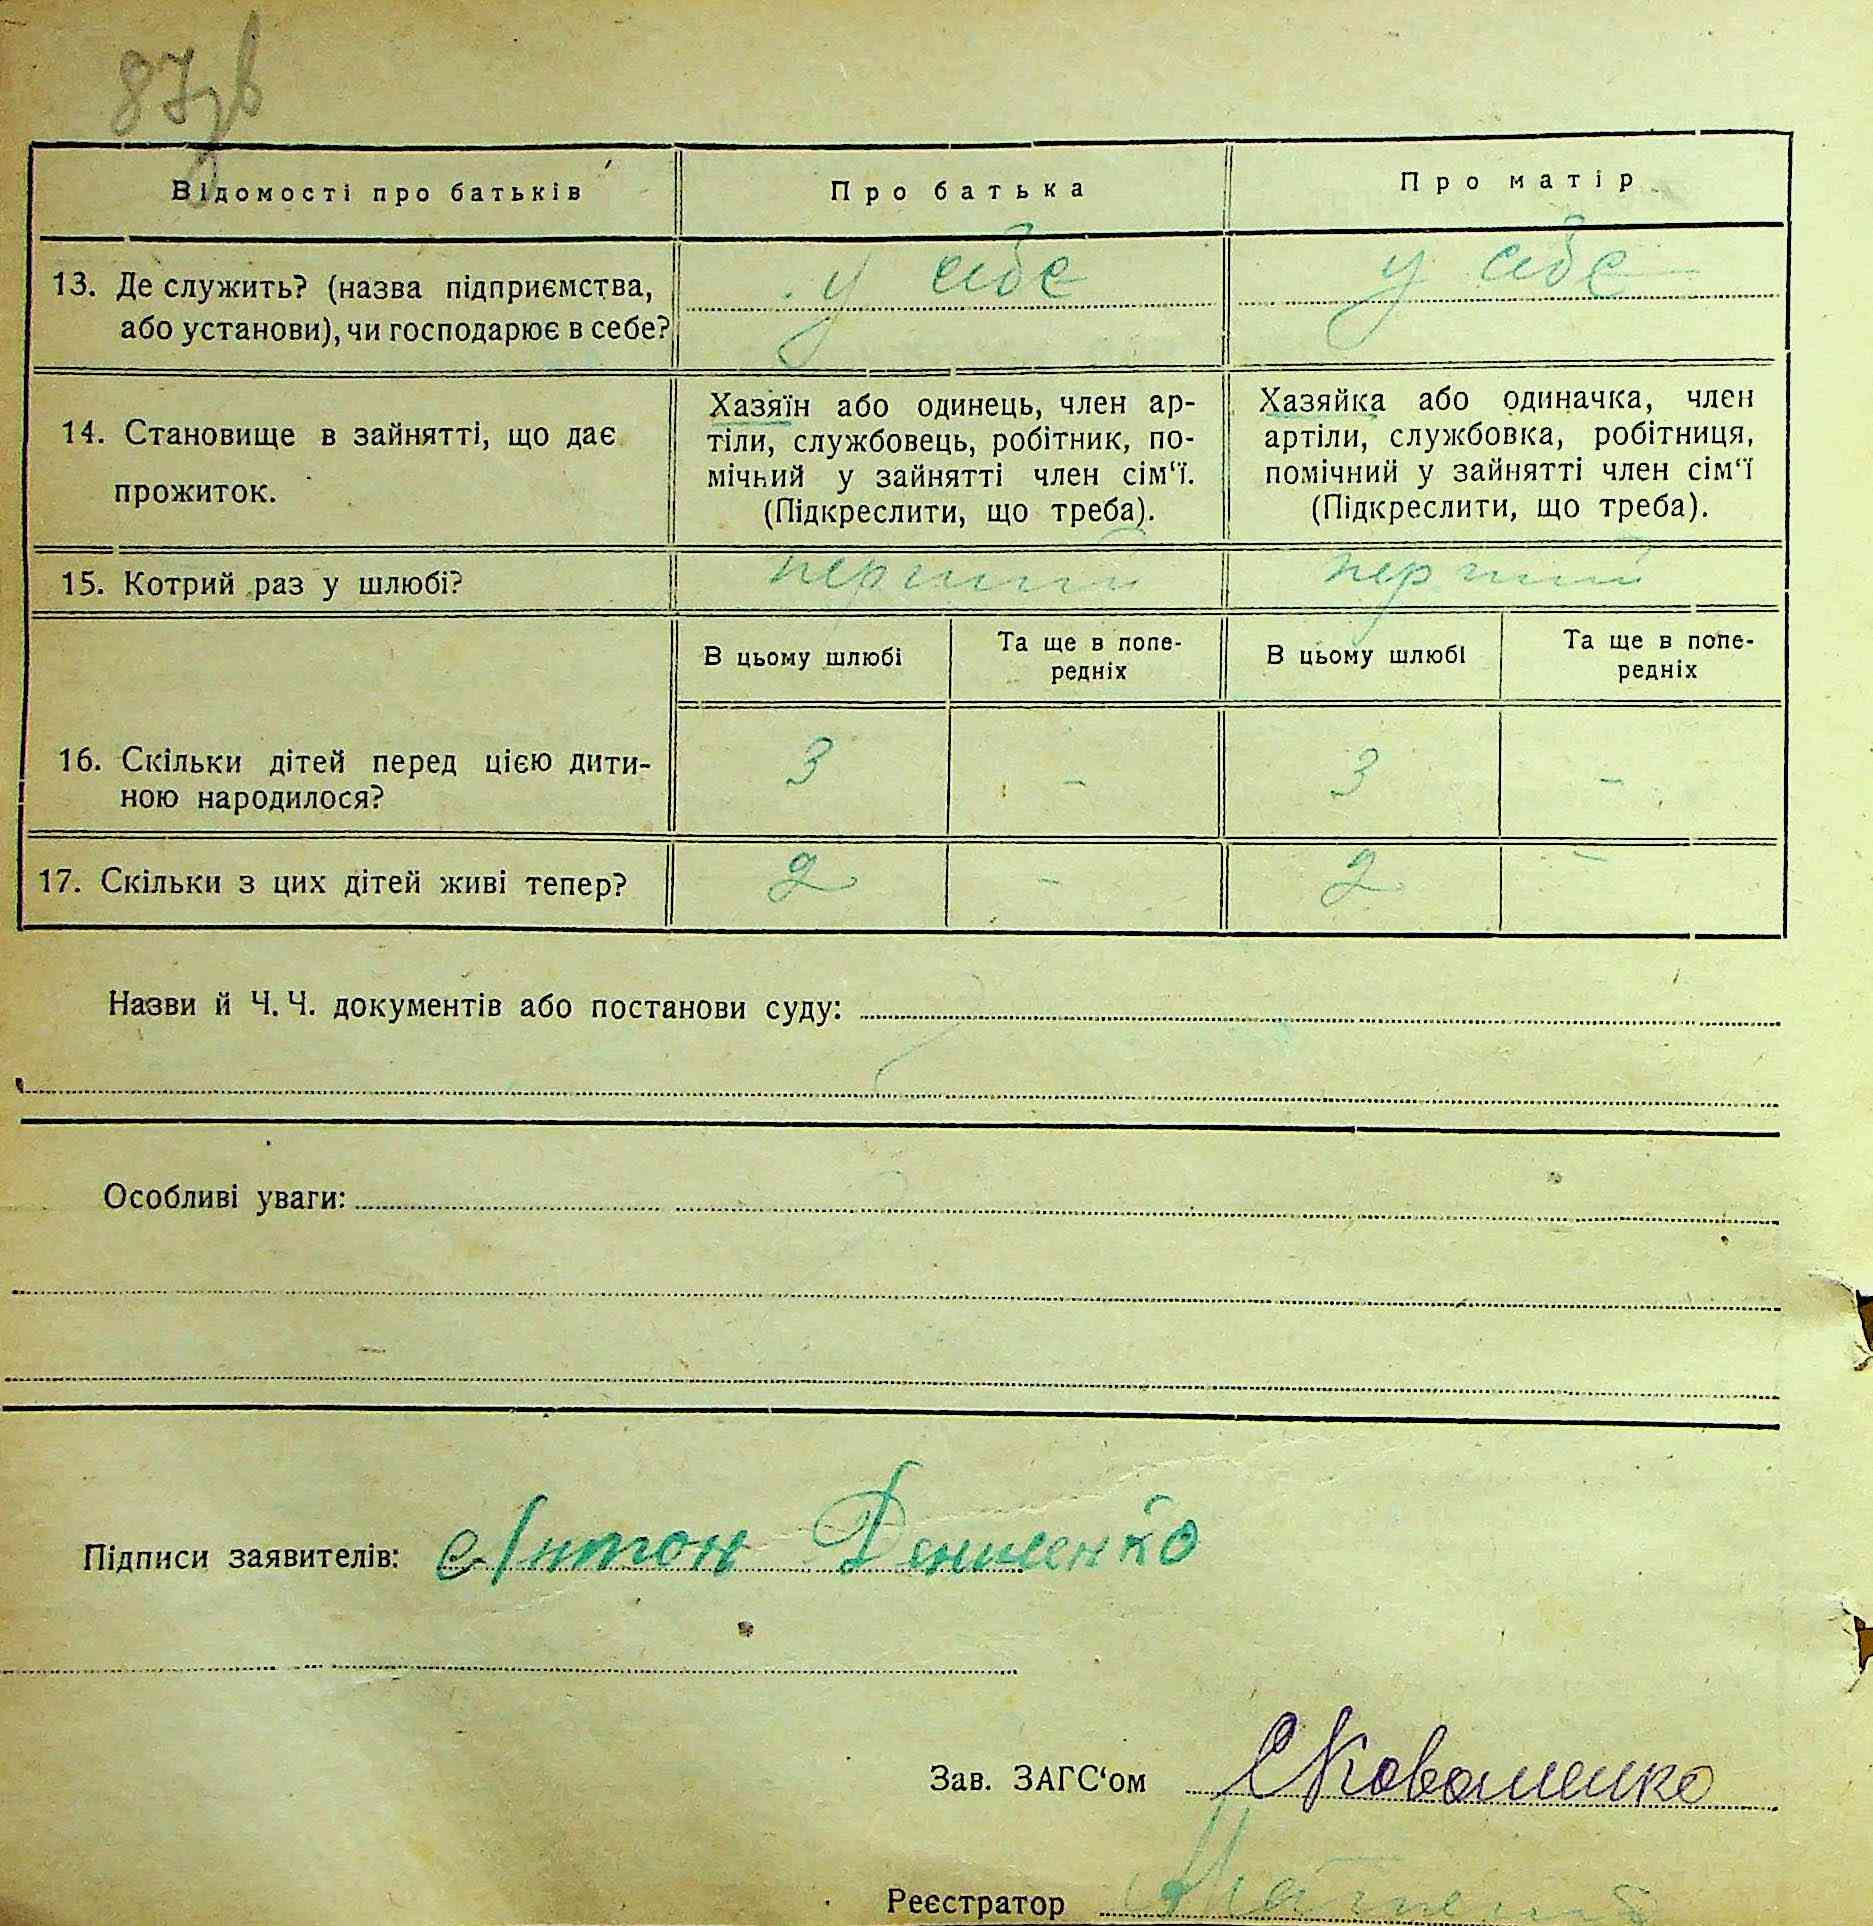 87зв
Відомості про батьків
Про батька
Про матір
13. Де служить? (назва підприємства,
або установи), чи господарює в себе?
у себе
у себе
14. Становище в зайнятті, що дає
прожиток.
Хазяїн або одинець, член ар-
тіли, службовець, робітник, по-
мічний у зайнятті член сім‘ї.
(Підкреслити, що треба).
Хазяйка або одиначка, член
артіли, службовка, робітниця,
помічний у зайнятті член сім‘ї
(Підкреслити, що треба).
15. Котрий раз у шлюбі?
перший
перший
В цьому шлюбі
Та ще в попе-
редніх
В цьому шлюбі
Та ще в попе-
редніх
16. Скільки дітей перед цією дити-
ною народилося?
3
-
3
-
17. Скільки з цих дітей живі тепер?
2
-
2
-
Назви й Ч. Ч. документів або постанови суду:
Особливі уваги:
Підписи заявителів: Антон
Зав. ЗАГС‘ом Коваленко
Реєстратор